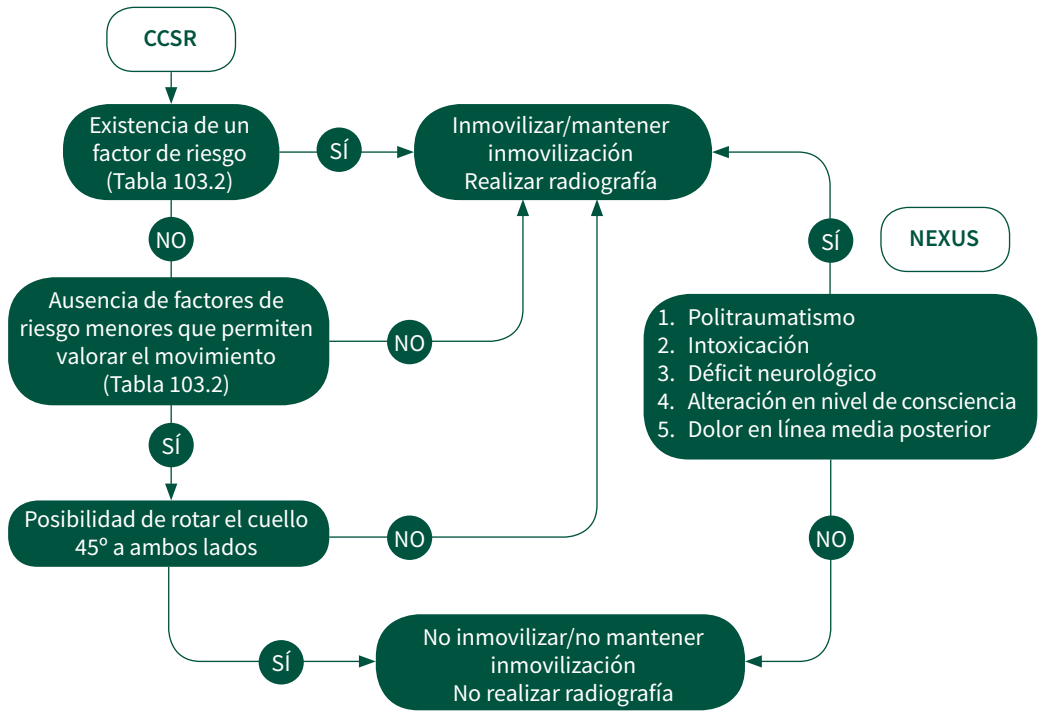 CCSR
Existencia de un
factor de riesgo
(Tabla 103.2)
SÍ
Inmovilizar/mantener
inmovilización
Realizar radiografía
NO
SÍ
NEXUS
Ausencia de factores de
riesgo menores que permiten
valorar el movimiento
(Tabla 103.2)
NO
1. Politraumatismo
2. Intoxicación
3. Déficit neurológico
4. Alteración en nivel de consciencia
5. Dolor en línea media posterior
SÍ
Posibilidad de rotar el cuello
45º a ambos lados
NO
NO
SÍ
No inmovilizar/no mantener
inmovilización
No realizar radiografía